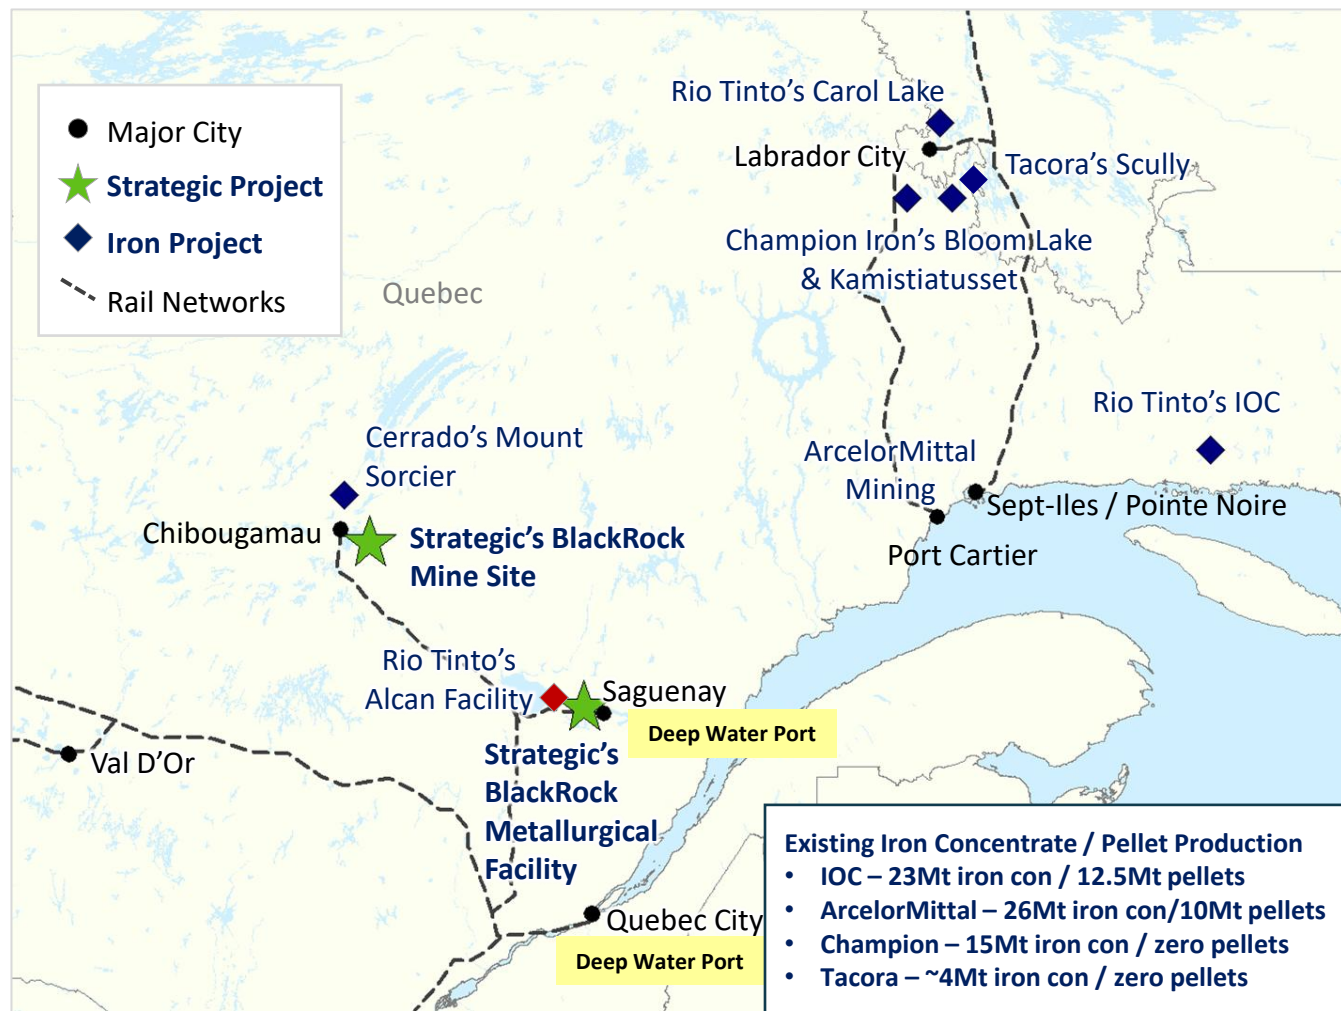 Major City
Strategic Project
Iron Project
Rail Networks
Quebec
Rio Tinto's Carol Lake
Labrador City
Tacora's Scully
Champion Iron's Bloom Lake
& Kamistiatusset
Rio Tinto's IOC
Cerrado's Mount
Sorcier
ArcelorMittal
Mining
Sept-Iles / Pointe Noire
Port Cartier
Chibougamau
Strategic's BlackRock
Mine Site
Rio Tinto's
Alcan Facility
Saguenay
Deep Water Port
Val D'Or
Strategic's
BlackRock
Metallurgical
Facility
Quebec City
Deep Water Port
Existing Iron Concentrate / Pellet Production
• IOC – 23Mt iron con / 12.5Mt pellets
• ArcelorMittal – 26Mt iron con/10Mt pellets
• Champion – 15Mt iron con / zero pellets
• Tacora – ~4Mt iron con / zero pellets